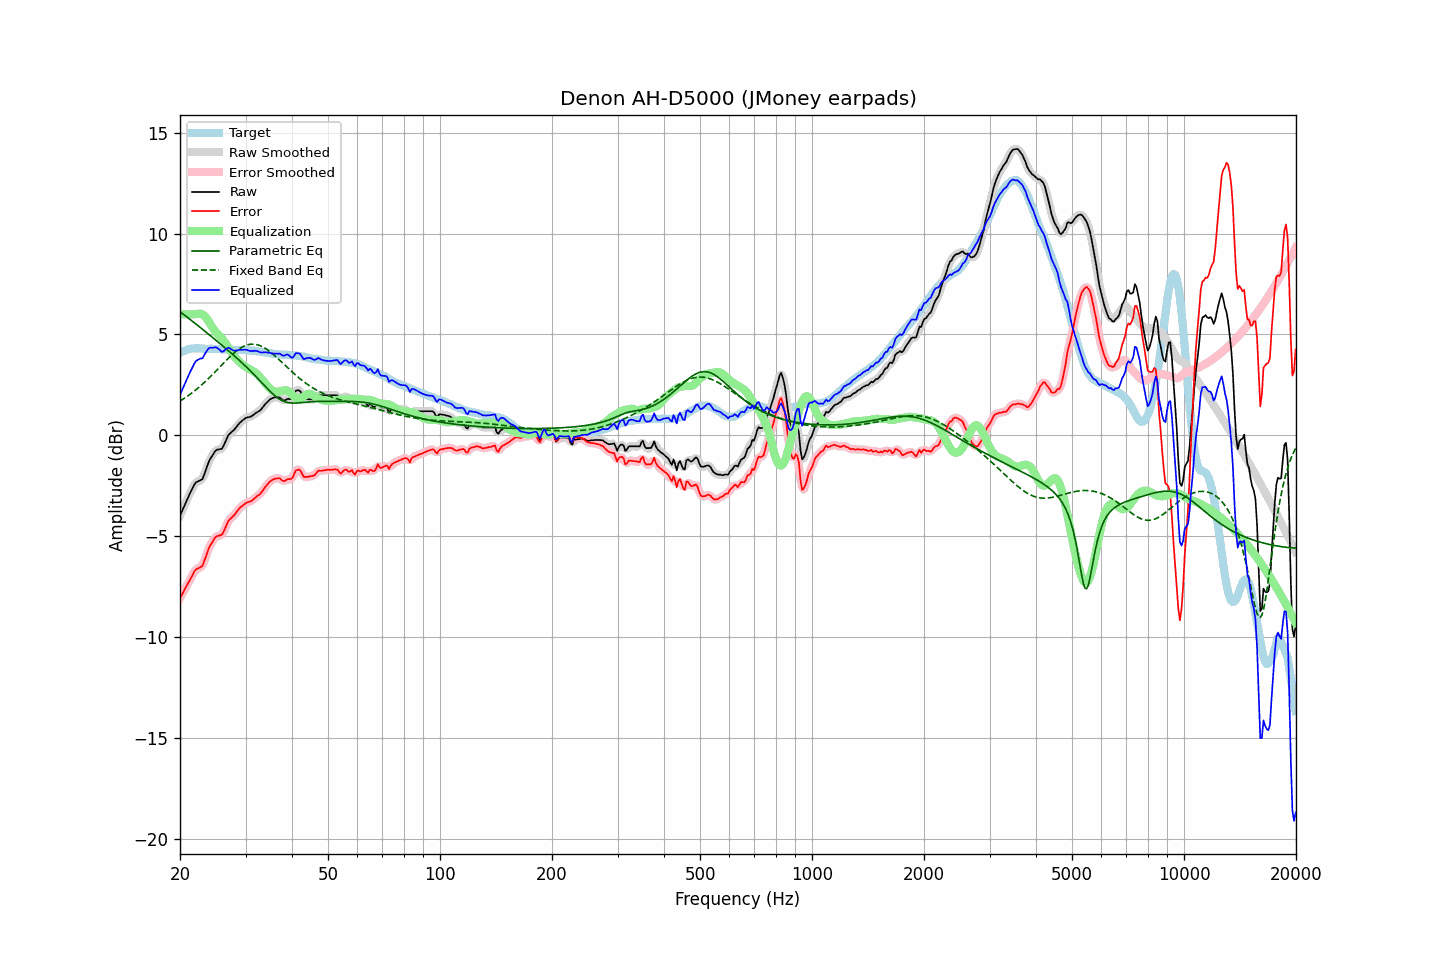 Denon AH-D5000 (JMoney earpads)
Target
Raw Smoothed
Error Smoothed
Raw
Error
Equalization
Parametric Eq
Fixed Band Eq
Equalized
15
10
5
0
−5
−10
−15
−20
Amplitude (dBr)
20 50 100 200 500 1000 2000 5000 10000 20000
Frequency (Hz)